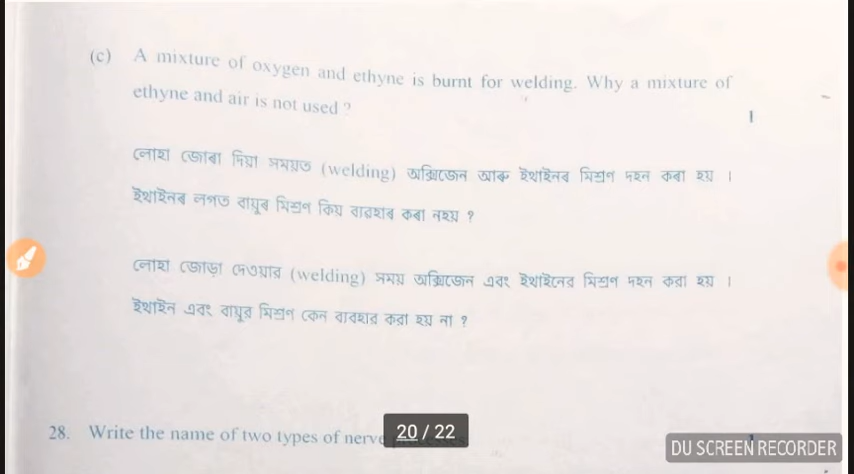 (c) A mixture of oxygen and ethyne is burnt for welding. Why a mixture of
ethyne and air is not used ?
1
লোহা জোৰা দিয়া সময়ত (welding) অক্সিজেন আৰু ইথাইনৰ মিশ্ৰণ দহন কৰা হয় ।
ইথাইনৰ লগত বায়ুৰ মিশ্ৰণ কিয় ব্যৱহাৰ কৰা নহয় ?
লোহা জোড়া দেওয়ার (welding) সময় অক্সিজেন এবং ইথাইনের মিশ্রণ দহন করা হয় ।
ইথাইন এবং বায়ুর মিশ্রণ কেন ব্যবহার করা হয় না ?
28. Write the name of two types of
20 / 22
DU SCREEN RECORDER